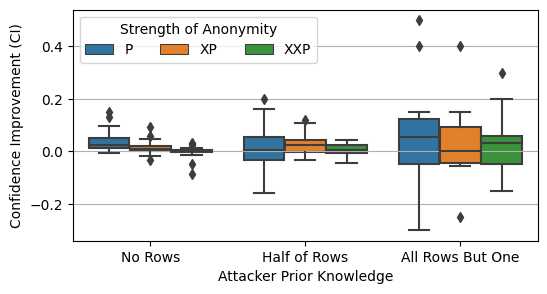 Strength of Anonymity
P XP XXP
Confidence Improvement (CI)
0.4
0.2
0.0
−0.2
No Rows Half of Rows All Rows But One
Attacker Prior Knowledge